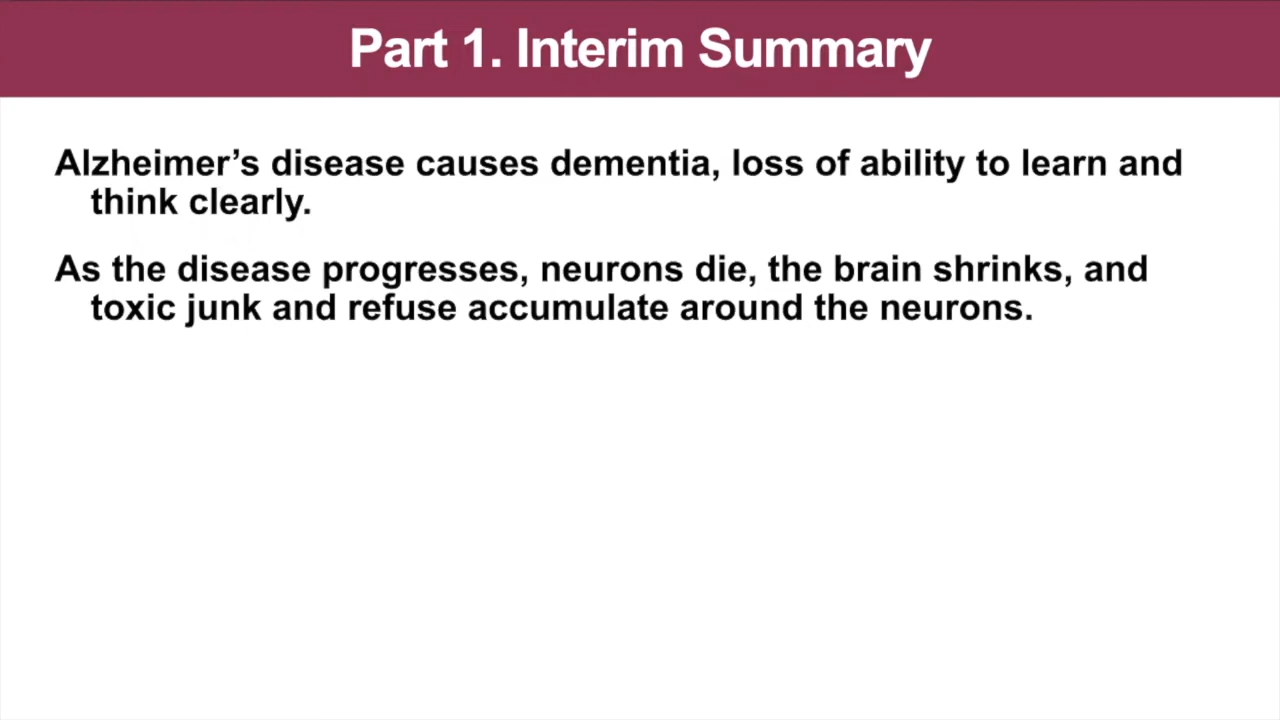 Part 1. Interim Summary
Alzheimer’s disease causes dementia, loss of ability to learn and
think clearly.
As the disease progresses, neurons die, the brain shrinks, and
toxic junk and refuse accumulate around the neurons.